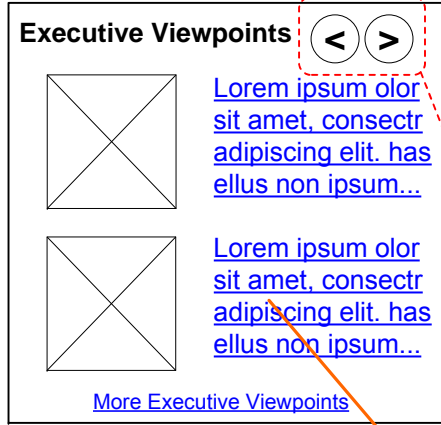 Executive Viewpoints < >
Lorem ipsum olor
sit amet, consectr
adipiscing elit. has
ellus non ipsum...
Lorem ipsum olor
sit amet, consectr
adipiscing elit. has
ellus non ipsum...
More Executive Viewpoints